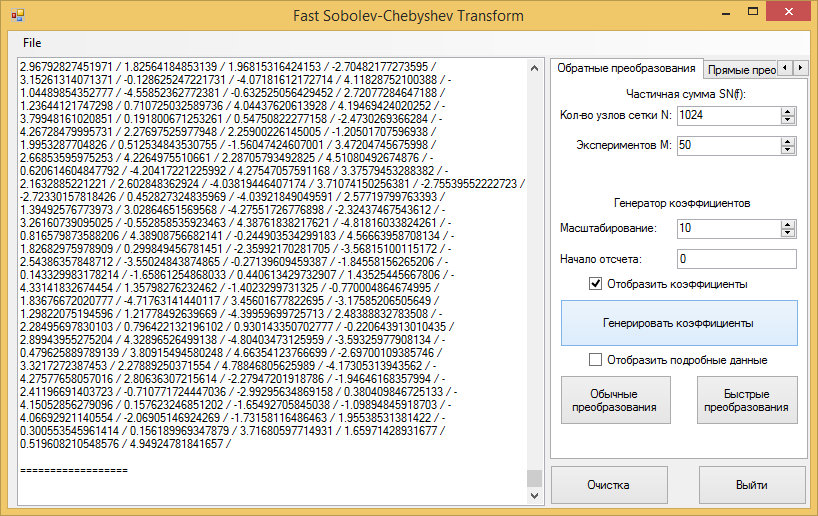 Fast Sobolev-Chebyshev Transform
File
2.96792827451971 / 1.82564184853139 / 1.96815316424153 / -2.70482177273595 /
3.15261314071371 / -0.128625247221731 / -4.07181612172714 / 4.11828752100388 / -
1.04489854352777 / -4.55852362772381 / -0.632525056429452 / 2.72077284647188 /
1.23644121747298 / 0.710725032589736 / 4.04437620613928 / 4.19469424020252 / -
3.79948161020851 / 0.191800671253261 / 0.54750822277158 / -2.4730269366284 / -
4.26728479995731 / 2.27697525977948 / 2.25900226145005 / -1.20501707596938 /
1.9953287704826 / 0.512534843530755 / -1.56047424607001 / 3.47204745675998 /
2.66853595975253 / 4.2264975510661 / 2.28705793492825 / 4.51080492674876 / -
0.620614604847792 / -4.20417221225992 / 4.27547057591168 / 3.37579453288382 / -
2.1632885221221 / 2.602848362924 / -4.03819446407174 / 3.71074150256381 / -2.75539552222723 /
-2.72330157818426 / 0.452827324835969 / -4.03921849049591 / 2.57719799763393 /
1.39492576773973 / 3.02864651569568 / -4.27551726776898 / -2.32437467543612 / -
3.26160739095025 / -0.552858535923463 / 4.38761838217621 / -4.81816033824261 / -
0.816579873588206 / 4.38908756682141 / -0.244903534299183 / 4.56663958708134 / -
1.82682975978909 / 0.299849456781451 / -2.35992170281705 / -3.56815100115172 / -
2.54386357848712 / -3.55024843874865 / -0.27139609459387 / -1.84558156265206 / -
0.143329983178214 / -1.65861254868033 / 0.440613429732907 / 1.43525445667806 / -
4.33141832674454 / 1.35798276232462 / -1.4023299731325 / -0.770004864674995 /
1.83676672020777 / -4.71763141440117 / 3.45601677822695 / -3.17585206505649 /
1.29822075194596 / 1.21778492639669 / -4.39959699725713 / 2.48388832783508 / -
2.28495697830103 / 0.796422132196102 / 0.930143350702777 / -0.220643913010435 /
2.89943955275204 / 4.32896526499138 / -4.80403473125959 / -3.59325977908134 / -
0.479625889789139 / 3.80915494580248 / 4.66354123766699 / -2.69700109385746 /
3.3217272387453 / 2.27889250371554 / 4.78846805625989 / -4.17305313943562 / -
4.27577658057016 / 2.80636307215614 / -2.27947201918786 / -1.94646168357994 /
2.41196691403723 / -0.710771724447036 / -2.99295634869158 / 0.380409846725133 / -
4.15052856279096 / 0.157623246851202 / -1.65492705845038 / -1.09894845918703 / -
4.06692921140554 / -2.06905146924269 / -1.73158116486463 / 1.95538531381422 / -
0.300553545961414 / 0.156189969347879 / 3.71680597714931 / 1.65971428931677 /
0.519608210548576 / 4.94924781841657 /
==================
Обратные преобразования
Прямые прео
Частичная сумма SN(f):
Кол-во узлов сетки N: 1024
Экспериментов M: 50
Генератор коэффициентов
Масштабирование: 10
Начало отсчета: 0
Отобразить коэффициенты
Генерировать коэффициенты
Отобразить подробные данные
Обычные преобразования
Быстрые преобразования
Очистка
Выйти